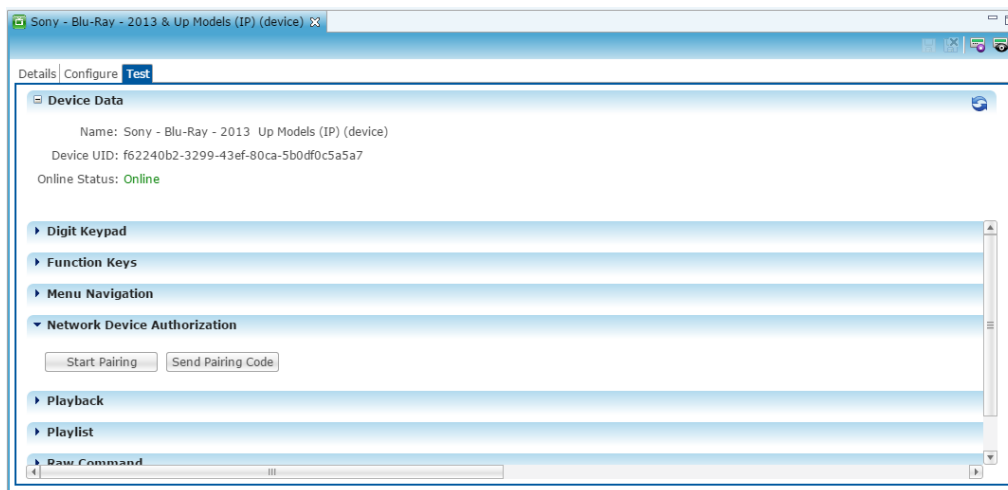 Sony - Blu-Ray - 2013 & Up Models (IP) (device)
Details Configure Test
Device Data
Name: Sony - Blu-Ray - 2013  Up Models (IP) (device)
Device UID: f62240b2-3299-43ef-80ca-5b0df0c5a5a7
Online Status: Online
Digit Keypad
Function Keys
Menu Navigation
Network Device Authorization
Start Pairing Send Pairing Code
Playback
Playlist
Raw Command